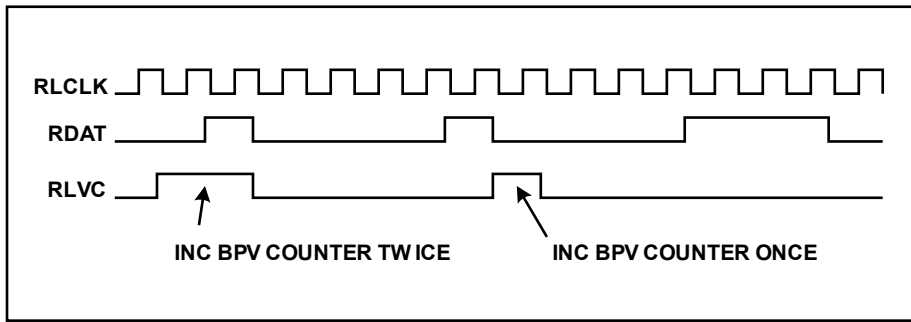 RLCLK
RDAT
RLVC
INC BPV COUNTER TWICE
INC BPV COUNTER ONCE